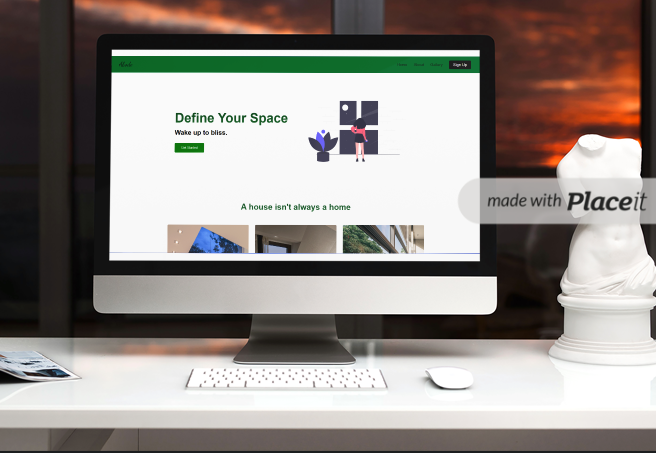 Home About Gallery Sign Up
Define Your Space
Wake up to bliss.
Get Started
A house isn't always a home
made with Placeit